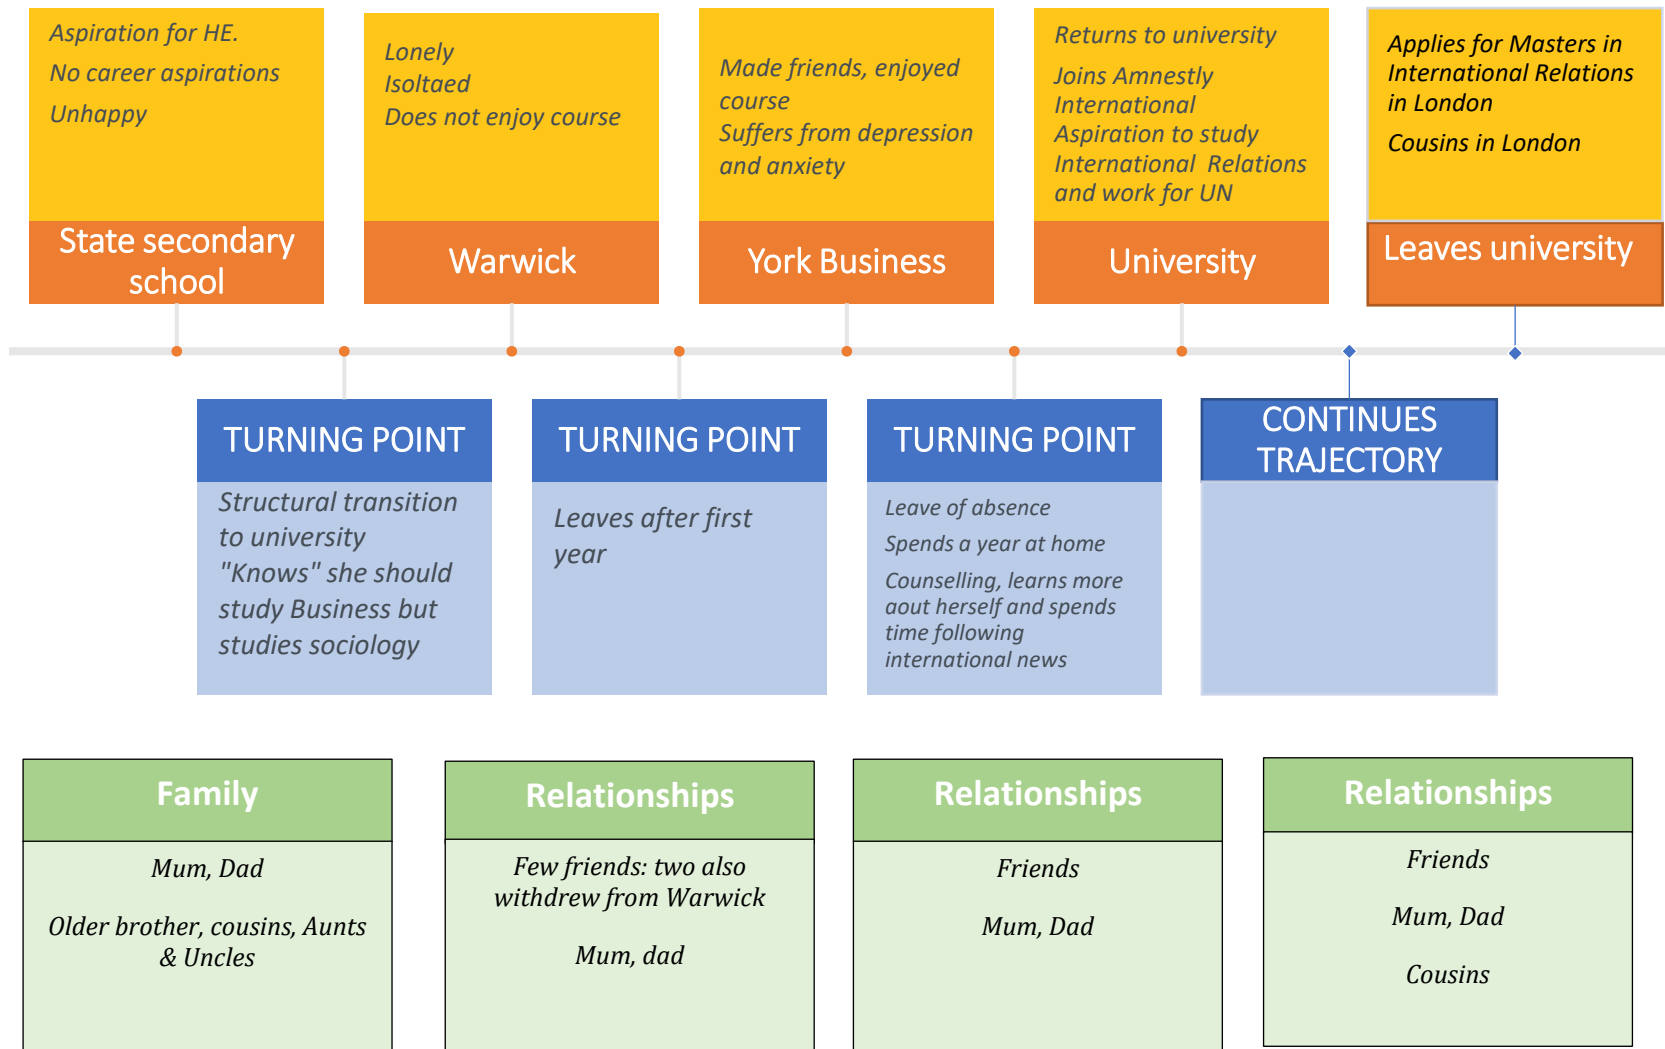 Aspiration for HE.
No career aspirations
Unhappy
State secondary
school
Lonely
Isoltaed
Does not enjoy course
Warwick
Made friends, enjoyed
course
Suffers from depression
and anxiety
York Business
Returns to university
Joins Amnestly
International
Aspiration to study
International Relations
and work for UN
University
Applies for Masters in
International Relations
in London
Cousins in London
Leaves university
TURNING POINT
Structural transition
to university
"Knows" she should
study Business but
studies sociology
TURNING POINT
Leaves after first
year
TURNING POINT
Leave of absence
Spends a year at home
Counselling, learns more
aout herself and spends
time following
international news
CONTINUES
TRAJECTORY
Family
Mum, Dad
Older brother, cousins, Aunts
& Uncles
Relationships
Few friends: two also
withdrew from Warwick
Mum, dad
Relationships
Friends
Mum, Dad
Relationships
Friends
Mum, Dad
Cousins